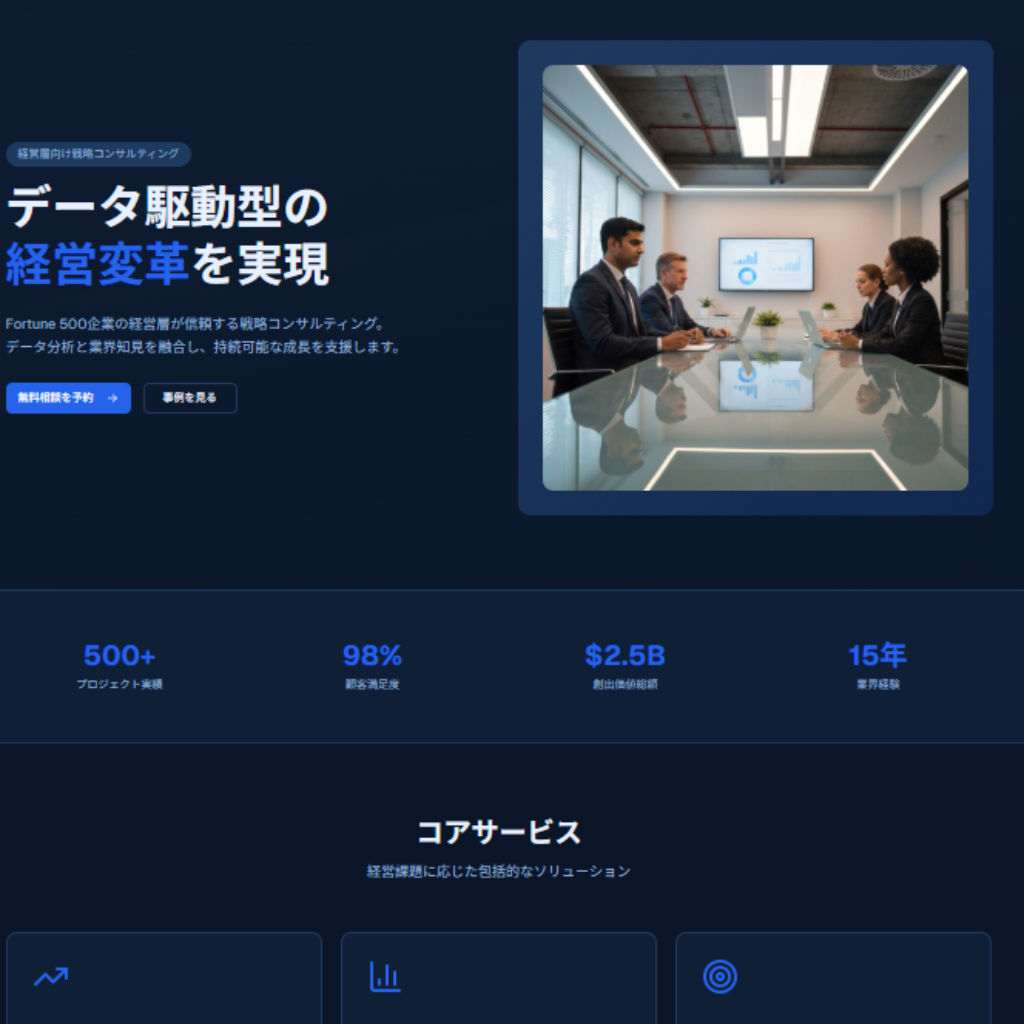 経営層向け戦略コンサルティング
データ駆動型の
経営変革を実現
Fortune 500企業の経営層が信頼する戦略コンサルティング。
データ分析と業界知見を融合し、持続可能な成長を支援します。
無料相談を予約 →
事例を見る
500+
プロジェクト実績
98%
顧客満足度
$2.5B
創出価値総額
15年
業界経験
コアサービス
経営課題に応じた包括的なソリューション